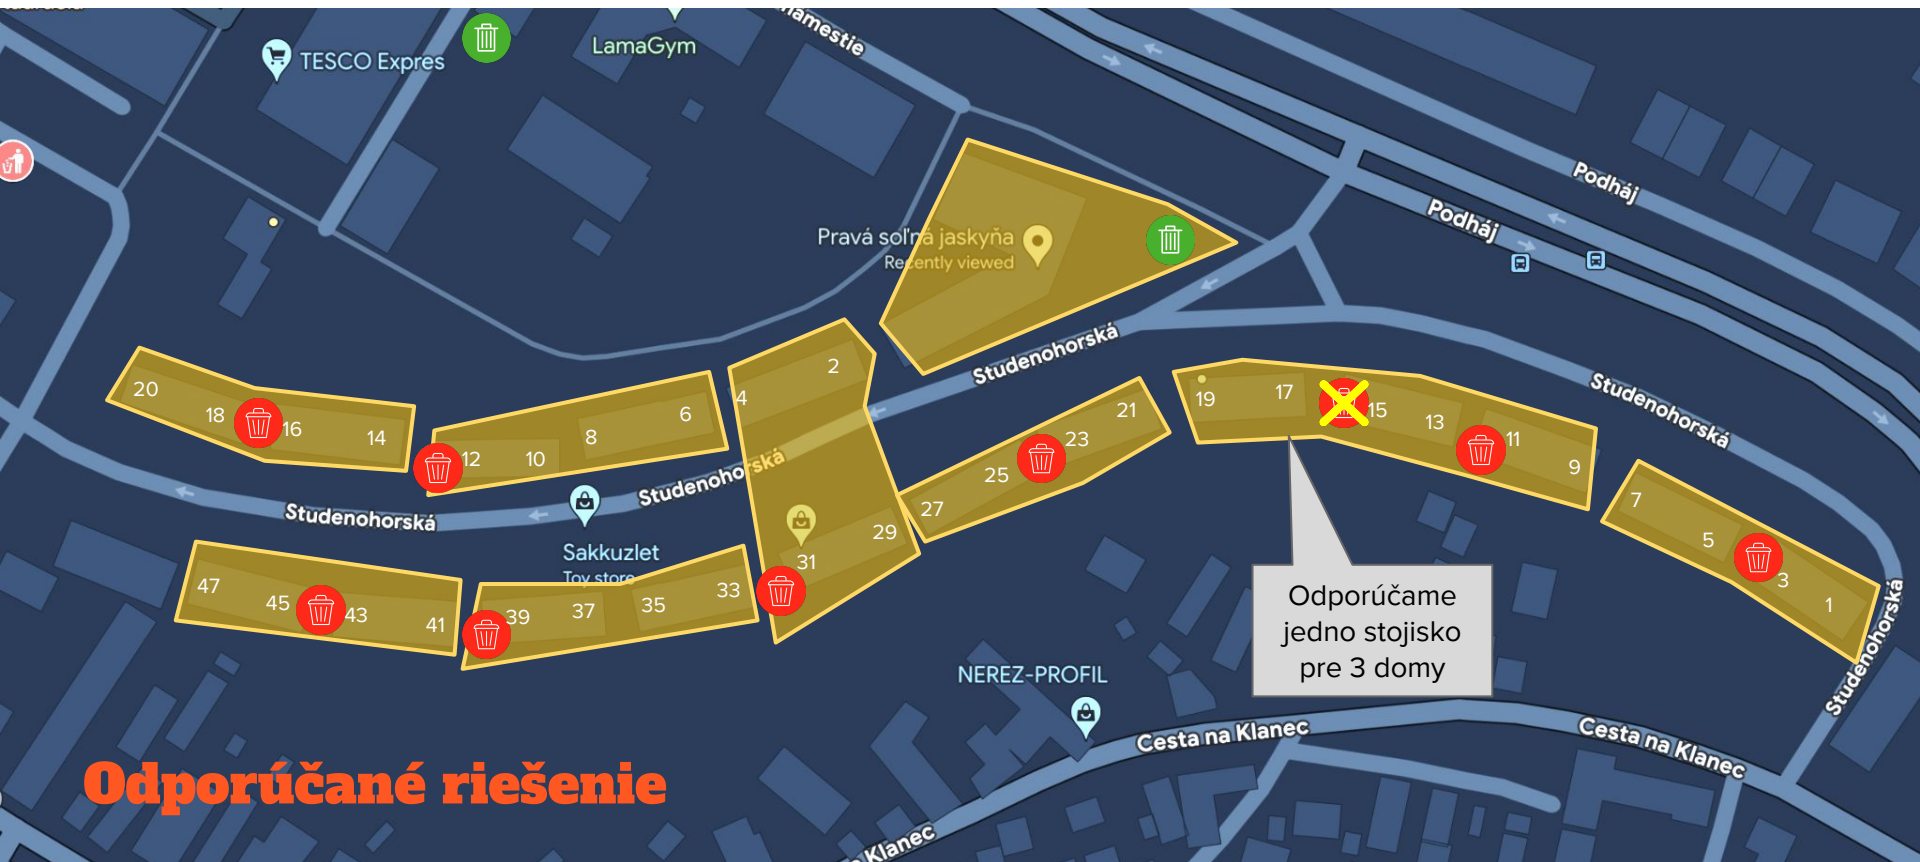 TESCO Expres
LamaGym
námestie
Podháj
Podháj
Pravá soľná jaskyňa
Recently viewed
Studenohorská
Studenohorská
2
4
20
18
16
14
12
10
8
6
21
23
25
27
19
17
15
13
11
9
7
5
3
1
Studenohorská
Studenohorská
Sakkuzlet
Toy store
29
31
33
35
37
39
41
43
45
47
Studenohorská
Odporúčame
jedno stojisko
pre 3 domy
NEREZ-PROFIL
Cesta na Klanec
Cesta na Klanec
Klanec
Odporúčané riešenie